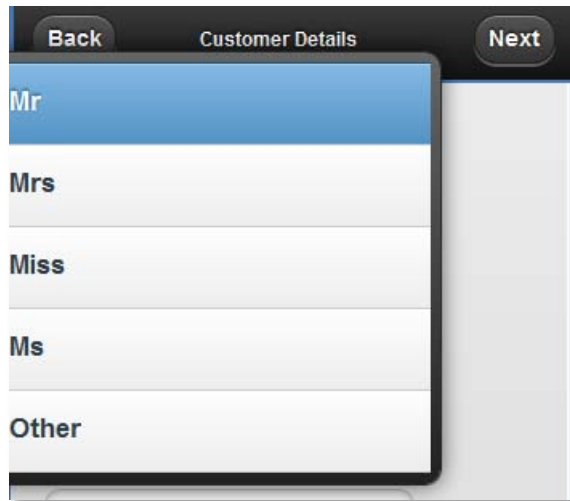 Back Customer Details Next
Mr
Mrs
Miss
Ms
Other